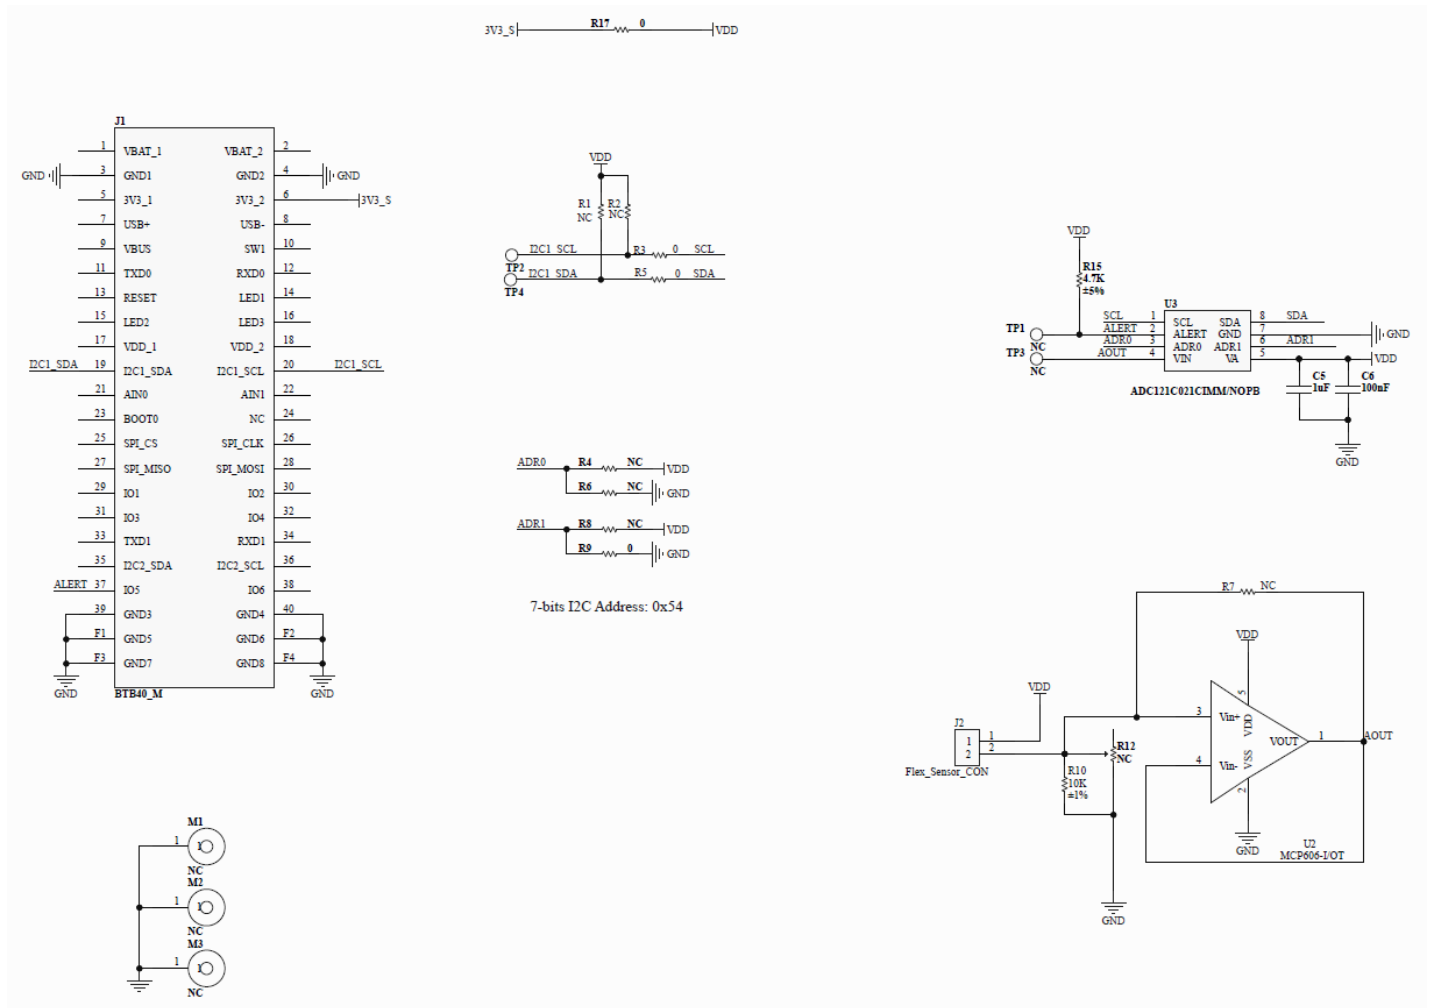 3V3_S R17 0 VDD
J1
1 VBAT_1 VBAT_2 2
GND 3 GND1 GND2 4 GND
5 3V3_1 3V3_2 6 3V3_S
7 USB+ USB- 8
9 VBUS SW1 10
11 TXD0 RXD0 12
13 RESET LED1 14
15 LED2 LED3 16
17 VDD_1 VDD_2 18
I2C1_SDA 19 I2C1_SDA I2C1_SCL 20 I2C1_SCL
21 AIN0 AIN1 22
23 BOOT0 NC 24
25 SPI_CS SPI_CLK 26
27 SPI_MISO SPI_MOSI 28
29 IO1 IO2 30
31 IO3 IO4 32
33 TXD1 RXD1 34
35 I2C2_SDA I2C2_SCL 36
ALERT 37 IO5 IO6 38
39 GND3 GND4 40
F1 GND5 GND6 F2
F3 GND7 GND8 F4
GND GND
BTB40_M
VDD
R1 R2
NC NC
I2C1_SCL R3 0 SCL
TP2
I2C1_SDA R5 0 SDA
TP4
ADR0 R4 NC VDD
R6 NC GND
ADR1 R8 NC VDD
R9 0 GND
7-bits I2C Address: 0x54
VDD
R15
4.7K
±5%
U3
SCL 1 SCL SDA 8 SDA
TP1 ALERT 2 ALERT GND 7 GND
NC ADR0 3 ADR0 ADR1 6 ADR1
TP3 AOUT 4 VIN VA 5 VDD
NC
C5 C6
1uF 100nF
ADC121C021CIMM/NOPB
GND
R7 NC
VDD
5
VDD
3 Vin+ VDD
J2
1 1
2 2
Flex_Sensor_CON
R12
NC
R10
10K
±1%
VOUT 1 AOUT
4 Vin- VSS
2
GND
U2
MCP606-I/OT
GND
M1
1 1
NC
M2
1 1
NC
M3
1 1
NC